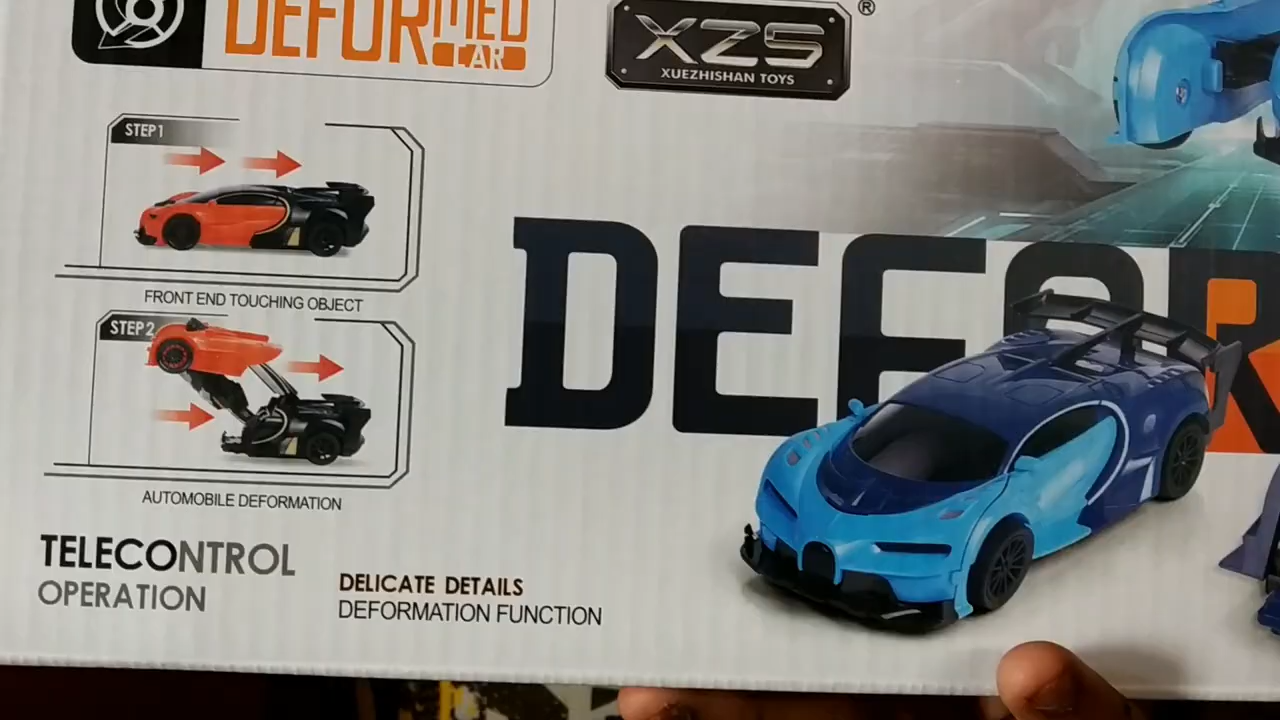 DEFORMED
CAR
XZS
®
XUEZHISHAN TOYS
STEP1
FRONT END TOUCHING OBJECT
STEP2
AUTOMOBILE DEFORMATION
DEFOR
TELECONTROL
OPERATION
DELICATE DETAILS
DEFORMATION FUNCTION